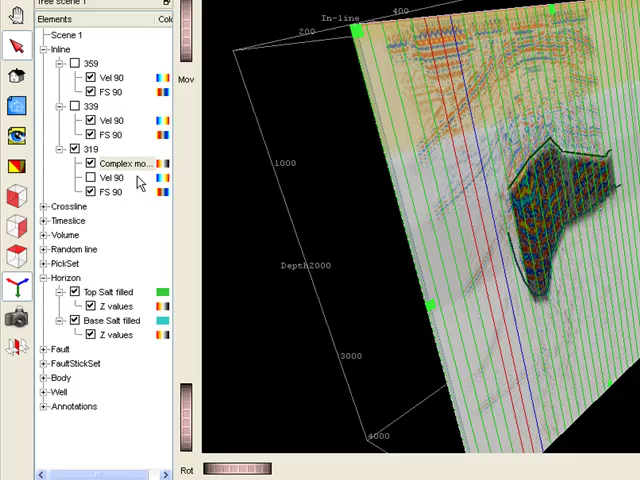 Tree scene 1
Elements
Col
Scene 1
Inline
359
Vel 90
FS 90
339
Vel 90
FS 90
319
Complex mo...
Vel 90
FS 90
Crossline
Timeslice
Volume
Random line
PickSet
Horizon
Top Salt filled
Z values
Base Salt filled
Z values
Fault
FaultStickSet
Body
Well
Annotations
Mov
Rot
In-line
200
400
1000
Depth2000
3000
4000